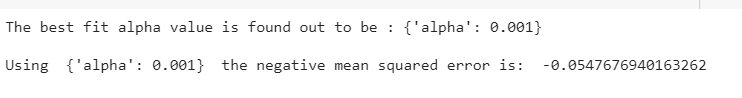 The best fit alpha value is found out to be : {'alpha': 0.001}
Using  {'alpha': 0.001}  the negative mean squared error is:  -0.0547676940163262